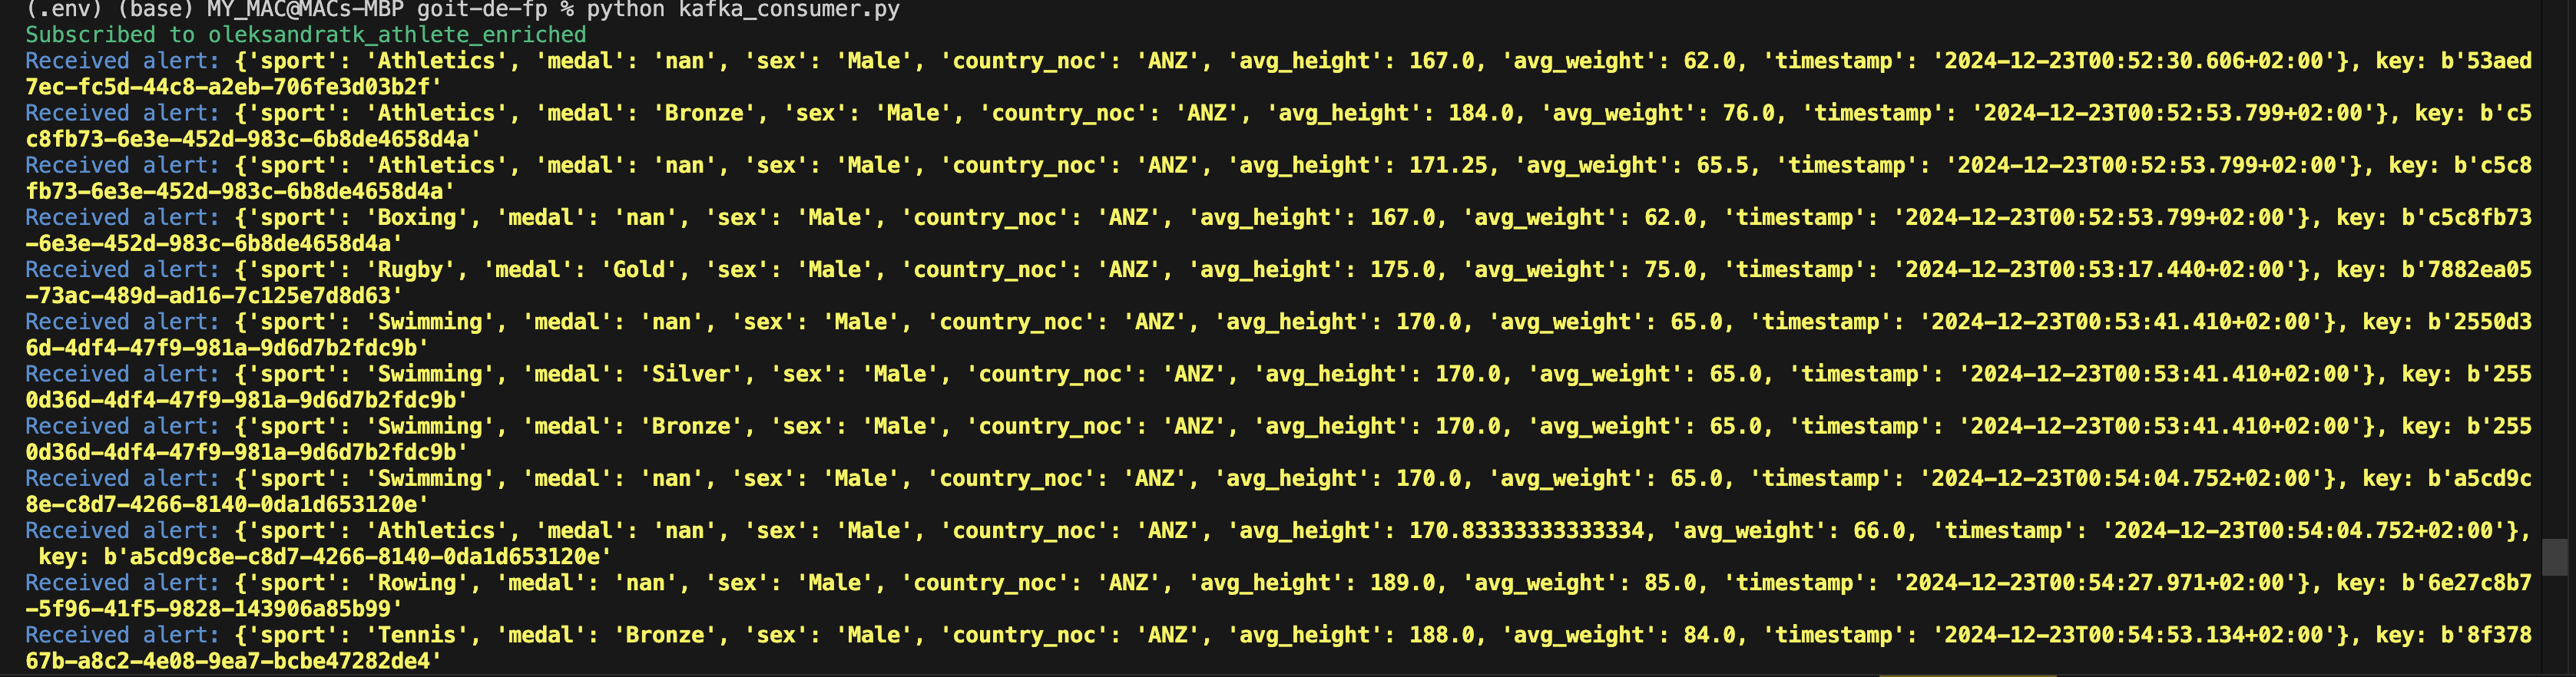 (.env) (base) MY_MAC@MACs-MBP goit-de-fp % python kafka_consumer.py
Subscribed to oleksandratk_athlete_enriched
Received alert: {'sport': 'Athletics', 'medal': 'nan', 'sex': 'Male', 'country_noc': 'ANZ', 'avg_height': 167.0, 'avg_weight': 62.0, 'timestamp': '2024-12-23T00:52:30.606+02:00'}, key: b'53aed
7ec-fc5d-44c8-a2eb-706fe3d03b2f'
Received alert: {'sport': 'Athletics', 'medal': 'Bronze', 'sex': 'Male', 'country_noc': 'ANZ', 'avg_height': 184.0, 'avg_weight': 76.0, 'timestamp': '2024-12-23T00:52:53.799+02:00'}, key: b'c5
c8fb73-6e3e-452d-983c-6b8de4658d4a'
Received alert: {'sport': 'Athletics', 'medal': 'nan', 'sex': 'Male', 'country_noc': 'ANZ', 'avg_height': 171.25, 'avg_weight': 65.5, 'timestamp': '2024-12-23T00:52:53.799+02:00'}, key: b'c5c8
fb73-6e3e-452d-983c-6b8de4658d4a'
Received alert: {'sport': 'Boxing', 'medal': 'nan', 'sex': 'Male', 'country_noc': 'ANZ', 'avg_height': 167.0, 'avg_weight': 62.0, 'timestamp': '2024-12-23T00:52:53.799+02:00'}, key: b'c5c8fb73
-6e3e-452d-983c-6b8de4658d4a'
Received alert: {'sport': 'Rugby', 'medal': 'Gold', 'sex': 'Male', 'country_noc': 'ANZ', 'avg_height': 175.0, 'avg_weight': 75.0, 'timestamp': '2024-12-23T00:53:17.440+02:00'}, key: b'7882ea05
-73ac-489d-ad16-7c125e7d8d63'
Received alert: {'sport': 'Swimming', 'medal': 'nan', 'sex': 'Male', 'country_noc': 'ANZ', 'avg_height': 170.0, 'avg_weight': 65.0, 'timestamp': '2024-12-23T00:53:41.410+02:00'}, key: b'2550d3
6d-4df4-47f9-981a-9d6d7b2fdc9b'
Received alert: {'sport': 'Swimming', 'medal': 'Silver', 'sex': 'Male', 'country_noc': 'ANZ', 'avg_height': 170.0, 'avg_weight': 65.0, 'timestamp': '2024-12-23T00:53:41.410+02:00'}, key: b'255
0d36d-4df4-47f9-981a-9d6d7b2fdc9b'
Received alert: {'sport': 'Swimming', 'medal': 'Bronze', 'sex': 'Male', 'country_noc': 'ANZ', 'avg_height': 170.0, 'avg_weight': 65.0, 'timestamp': '2024-12-23T00:53:41.410+02:00'}, key: b'255
0d36d-4df4-47f9-981a-9d6d7b2fdc9b'
Received alert: {'sport': 'Swimming', 'medal': 'nan', 'sex': 'Male', 'country_noc': 'ANZ', 'avg_height': 170.0, 'avg_weight': 65.0, 'timestamp': '2024-12-23T00:54:04.752+02:00'}, key: b'a5cd9c
8e-c8d7-4266-8140-0da1d653120e'
Received alert: {'sport': 'Athletics', 'medal': 'nan', 'sex': 'Male', 'country_noc': 'ANZ', 'avg_height': 170.83333333333334, 'avg_weight': 66.0, 'timestamp': '2024-12-23T00:54:04.752+02:00'},
 key: b'a5cd9c8e-c8d7-4266-8140-0da1d653120e'
Received alert: {'sport': 'Rowing', 'medal': 'nan', 'sex': 'Male', 'country_noc': 'ANZ', 'avg_height': 189.0, 'avg_weight': 85.0, 'timestamp': '2024-12-23T00:54:27.971+02:00'}, key: b'6e27c8b7
-5f96-41f5-9828-143906a85b99'
Received alert: {'sport': 'Tennis', 'medal': 'Bronze', 'sex': 'Male', 'country_noc': 'ANZ', 'avg_height': 188.0, 'avg_weight': 84.0, 'timestamp': '2024-12-23T00:54:53.134+02:00'}, key: b'8f378
67b-a8c2-4e08-9ea7-bcbe47282de4'